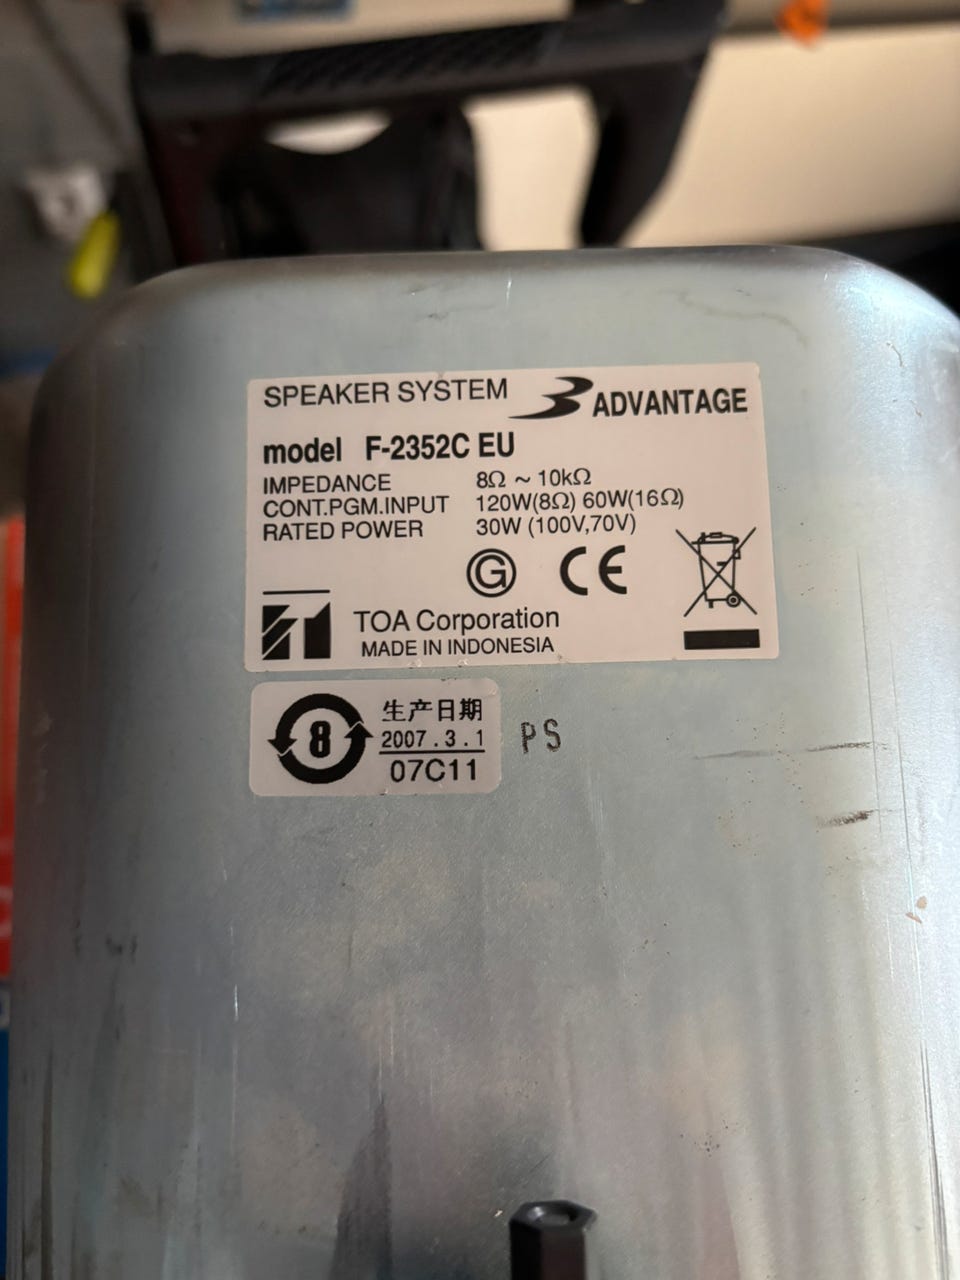 SPEAKER SYSTEM ADVANTAGE
model F-2352C EU
IMPEDANCE 8Ω ~ 10kΩ
CONT.PGM.INPUT 120W(8Ω) 60W(16Ω)
RATED POWER 30W (100V,70V)
G CE
TOA Corporation
MADE IN INDONESIA
8
生产日期
2007.3.1
07C11
PS